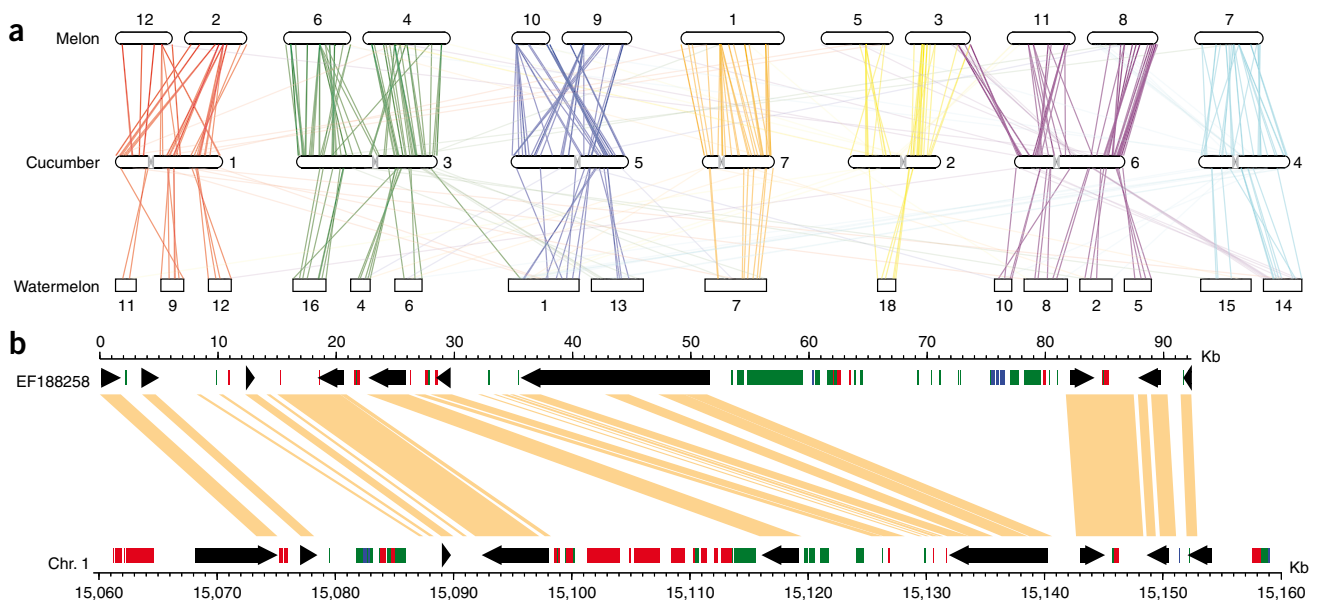 a
12 2 6 4 10 9 1 5 3 11 8 7
Melon
Cucumber 1 3 5 7 2 6 4
Watermelon
11 9 12 16 4 6 1 13 7 18 10 8 2 5 15 14
b
0 10 20 30 40 50 60 70 80 90 Kb
EF188258
Chr. 1
Kb
15,060 15,070 15,080 15,090 15,100 15,110 15,120 15,130 15,140 15,150 15,160